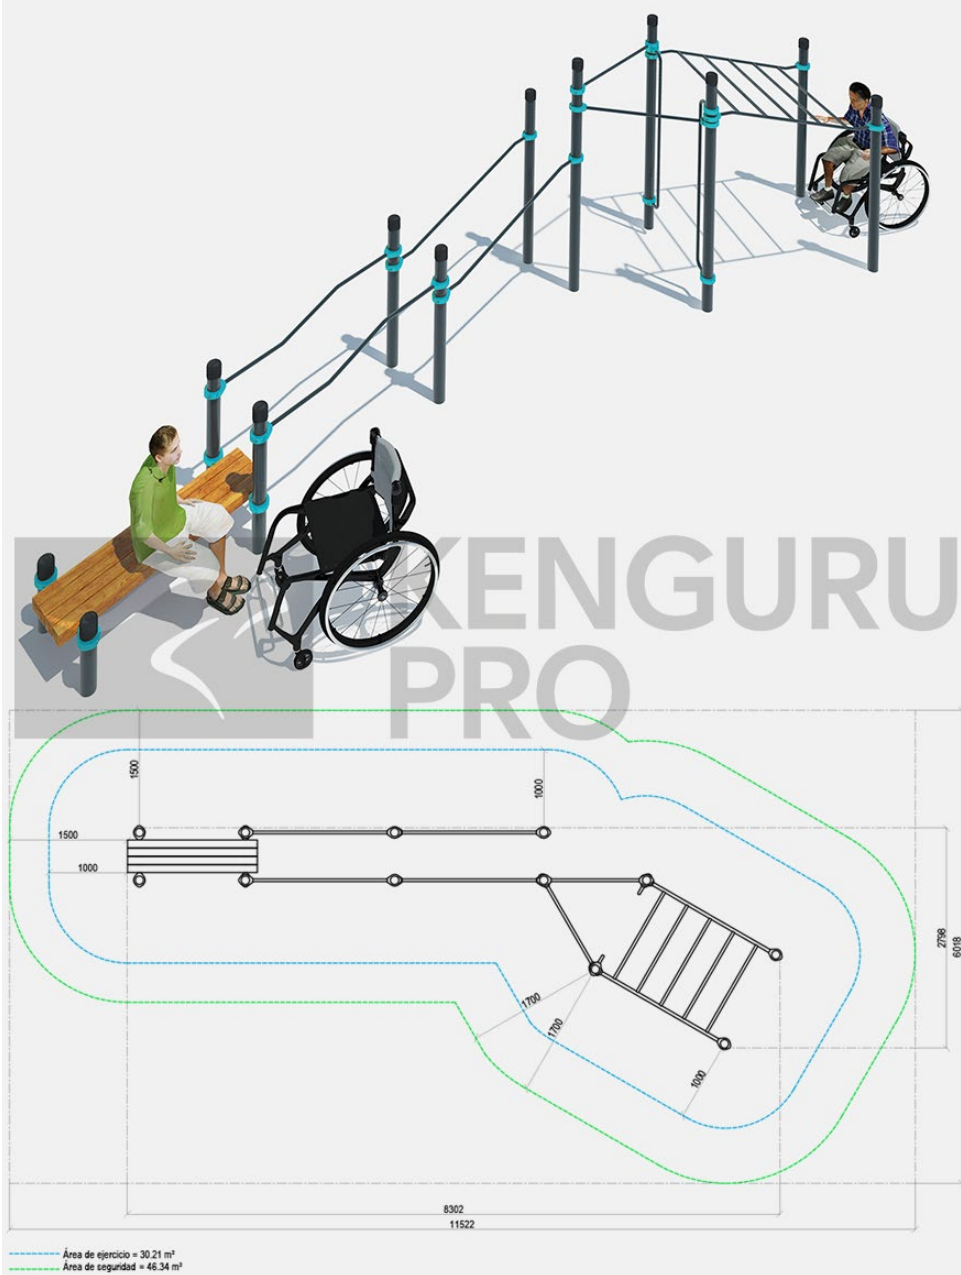 KENGURU
PRO
1500
1000
1500
1000
2798
6018
1700
1700
1000
8302
11522
Área de ejercicio = 30.21 m²
Área de seguridad = 46.34 m²